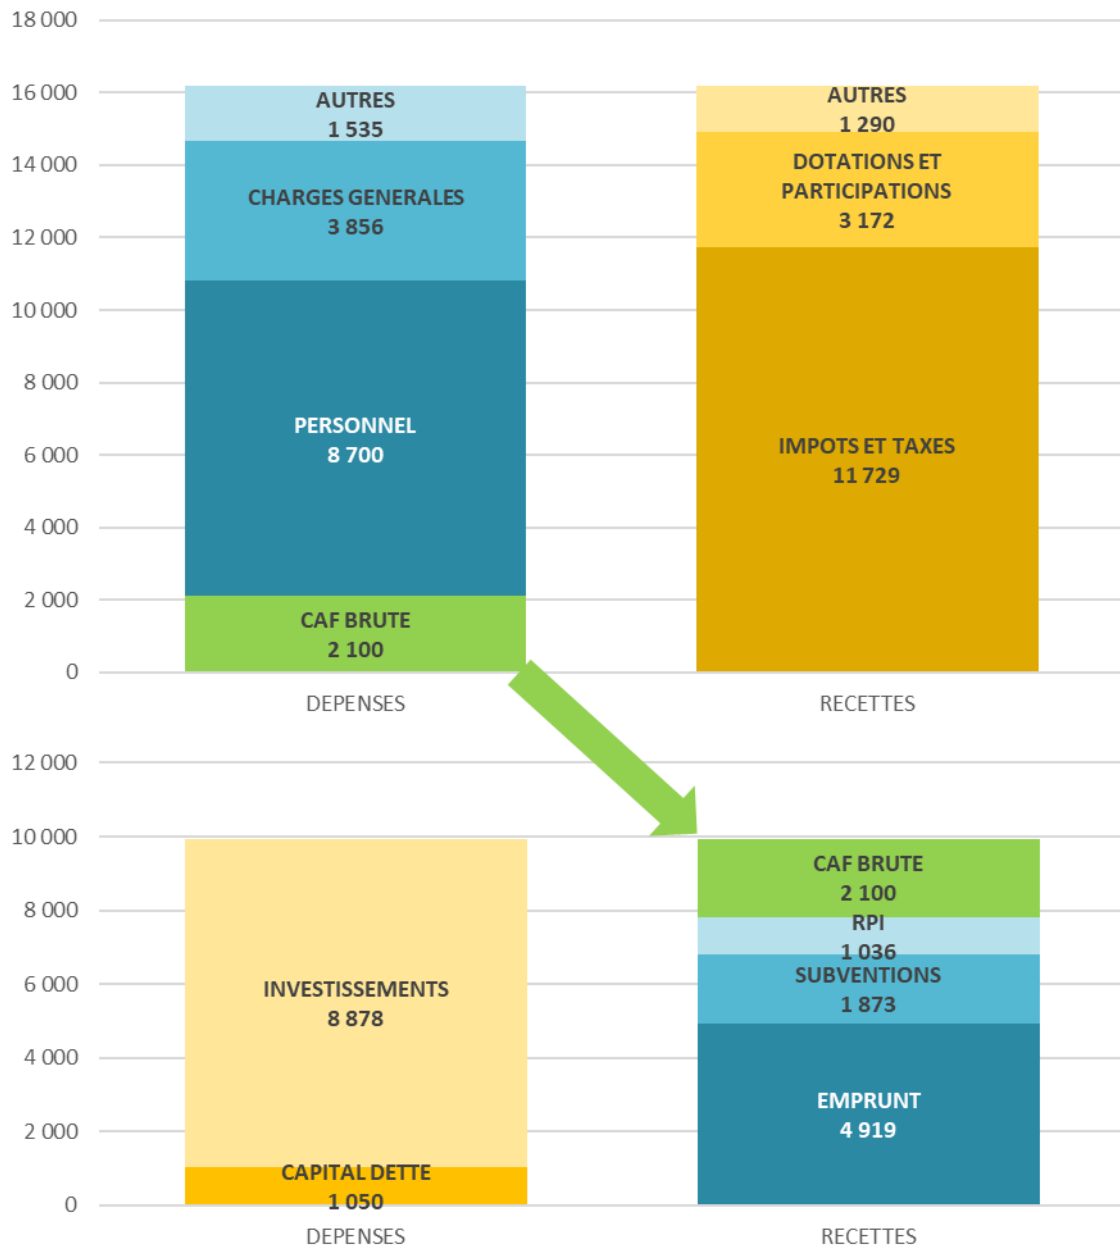 18 000
16 000
14 000
12 000
10 000
8 000
6 000
4 000
2 000
0
AUTRES
1 535
CHARGES GENERALES
3 856
PERSONNEL
8 700
CAF BRUTE
2 100
DEPENSES
AUTRES
1 290
DOTATIONS ET
PARTICIPATIONS
3 172
IMPOTS ET TAXES
11 729
RECETTES
12 000
10 000
8 000
6 000
4 000
2 000
0
INVESTISSEMENTS
8 878
CAPITAL DETTE
1 050
DEPENSES
CAF BRUTE
2 100
RPI
1 036
SUBVENTIONS
1 873
EMPRUNT
4 919
RECETTES